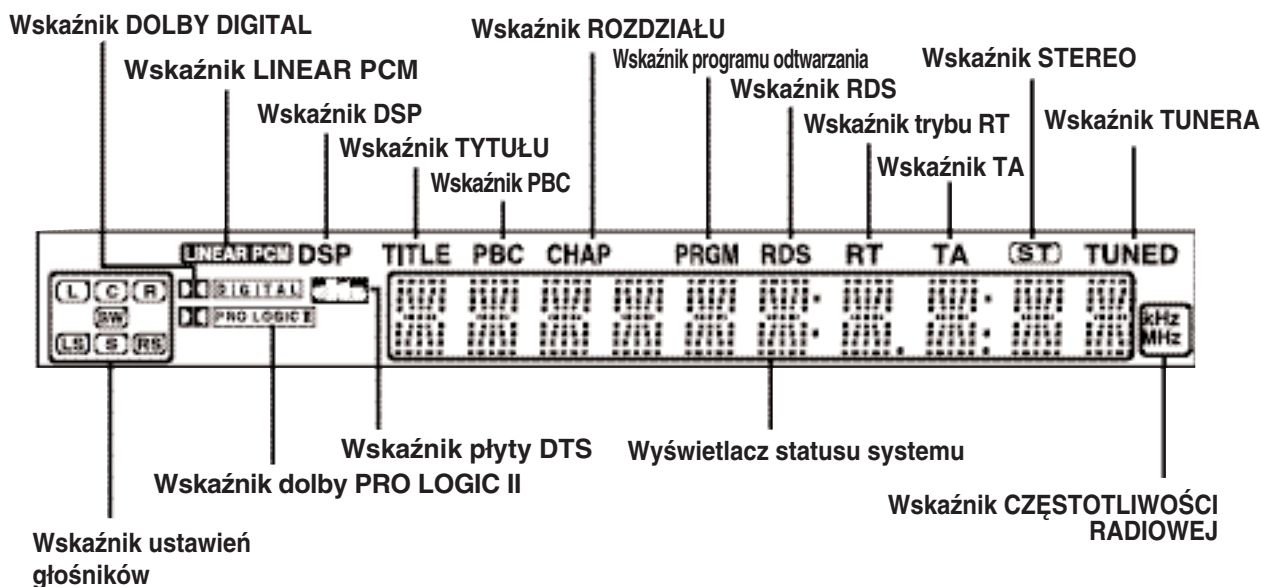 Wskaźnik DOLBY DIGITAL
Wskaźnik ROZDZIAŁU
Wskaźnik LINEAR PCM
Wskaźnik programu odtwarzania
Wskaźnik STEREO
Wskaźnik RDS
Wskaźnik DSP
Wskaźnik trybu RT
Wskaźnik TUNERA
Wskaźnik TYTUŁU
Wskaźnik TA
Wskaźnik PBC
LINEAR PCM DSP TITLE PBC CHAP PRGM RDS RT TA ST TUNED
L C R DIGITAL
SW PRO LOGIC II
LS S RS
kHz
MHz
Wskaźnik płyty DTS
Wyświetlacz statusu systemu
Wskaźnik dolby PRO LOGIC II
Wskaźnik CZĘSTOTLIWOŚCI
RADIOWEJ
Wskaźnik ustawień
głośników